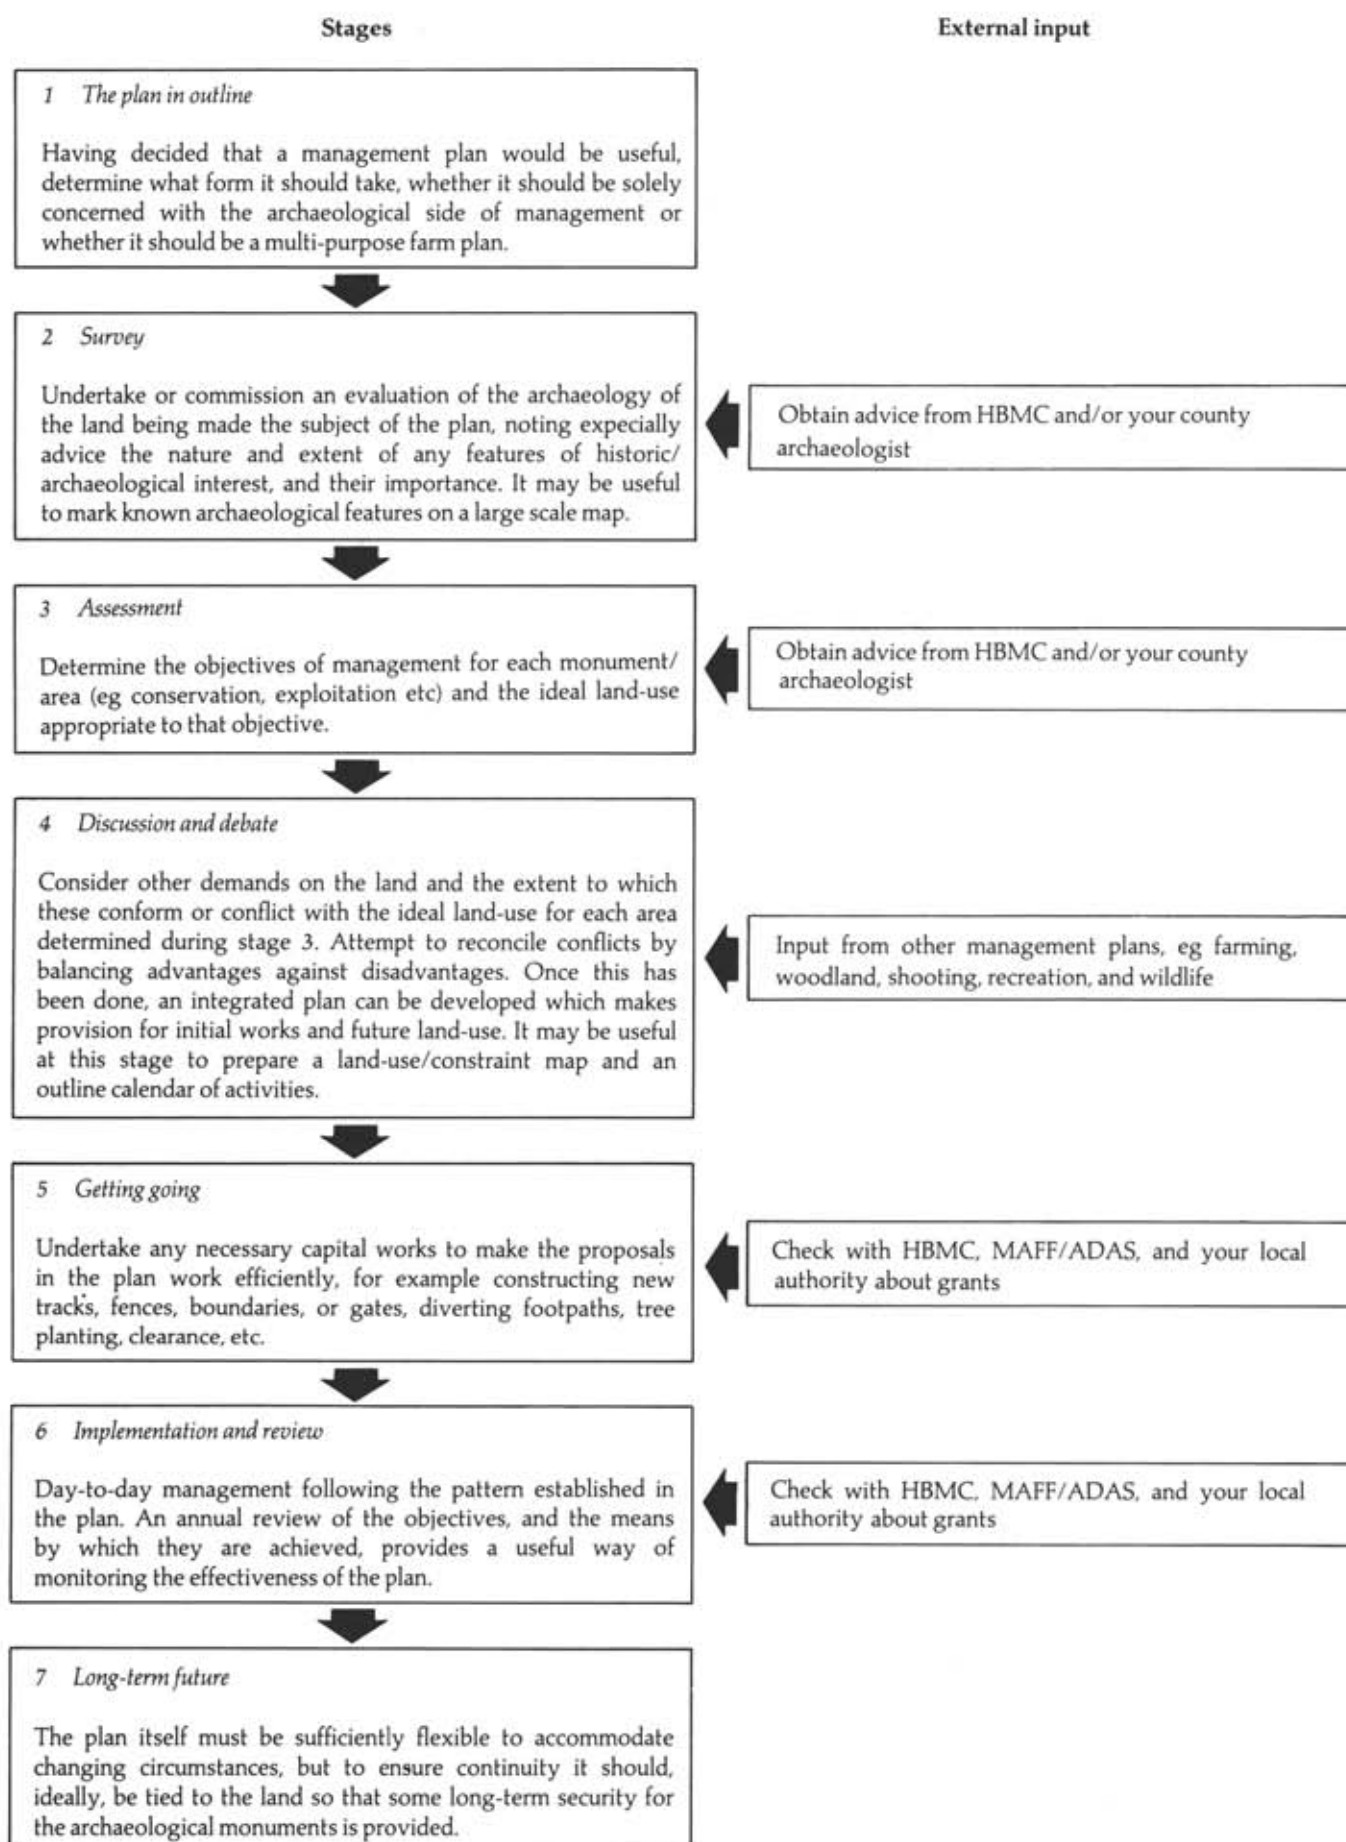 Stages
External input
1 The plan in outline
Having decided that a management plan would be useful,
determine what form it should take, whether it should be solely
concerned with the archaeological side of management or
whether it should be a multi-purpose farm plan.
2 Survey
Undertake or commission an evaluation of the archaeology of
the land being made the subject of the plan, noting expecially
advice the nature and extent of any features of historic/
archaeological interest, and their importance. It may be useful
to mark known archaeological features on a large scale map.
Obtain advice from HBMC and/or your county
archaeologist
3 Assessment
Determine the objectives of management for each monument/
area (eg conservation, exploitation etc) and the ideal land-use
appropriate to that objective.
Obtain advice from HBMC and/or your county
archaeologist
4 Discussion and debate
Consider other demands on the land and the extent to which
these conform or conflict with the ideal land-use for each area
determined during stage 3. Attempt to reconcile conflicts by
balancing advantages against disadvantages. Once this has
been done, an integrated plan can be developed which makes
provision for initial works and future land-use. It may be useful
at this stage to prepare a land-use/constraint map and an
outline calendar of activities.
Input from other management plans, eg farming,
woodland, shooting, recreation, and wildlife
5 Getting going
Undertake any necessary capital works to make the proposals
in the plan work efficiently, for example constructing new
tracks, fences, boundaries, or gates, diverting footpaths, tree
planting, clearance, etc.
Check with HBMC, MAFF/ADAS, and your local
authority about grants
6 Implementation and review
Day-to-day management following the pattern established in
the plan. An annual review of the objectives, and the means
by which they are achieved, provides a useful way of
monitoring the effectiveness of the plan.
Check with HBMC, MAFF/ADAS, and your local
authority about grants
7 Long-term future
The plan itself must be sufficiently flexible to accommodate
changing circumstances, but to ensure continuity it should,
ideally, be tied to the land so that some long-term security for
the archaeological monuments is provided.